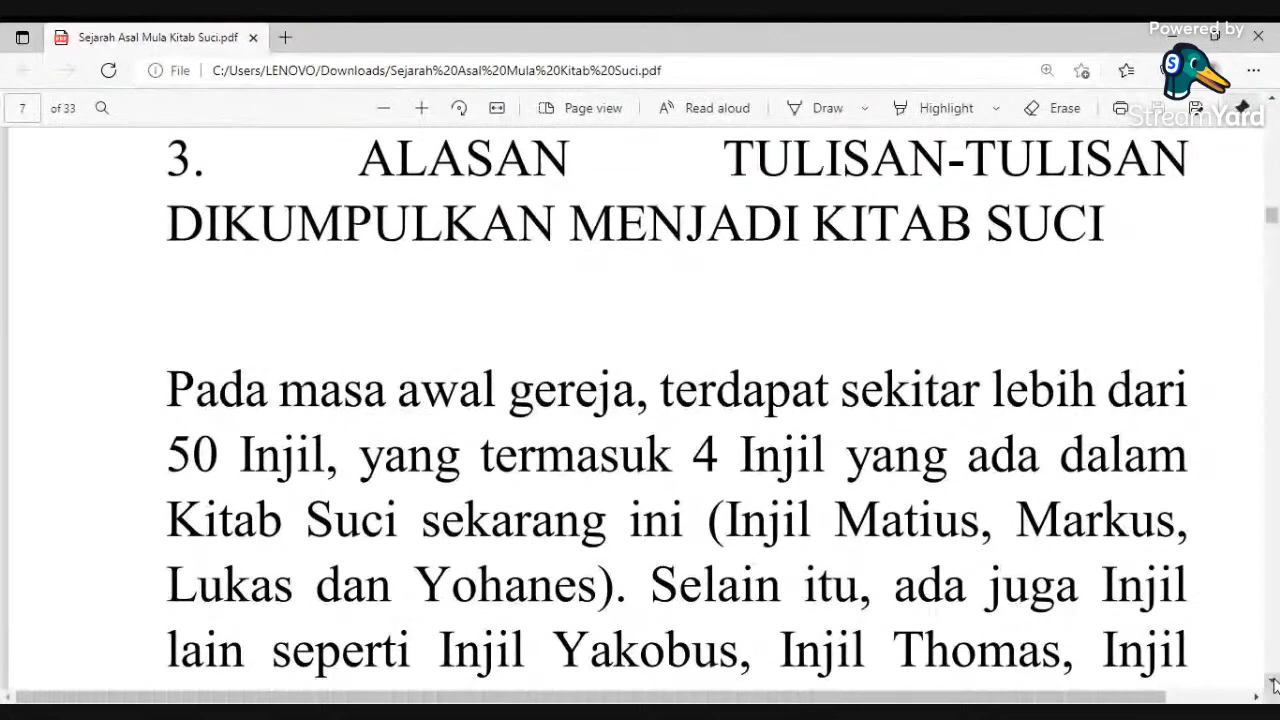 Powered by
Sejarah Asal Mula Kitab Suci.pdf
File C:/Users/LENOVO/Downloads/Sejarah%20Asal%20Mula%20Kitab%20Suci.pdf
7 of 33 Page view Read aloud Draw Highlight Erase
StreamYard
3. ALASAN TULISAN-TULISAN
DIKUMPULKAN MENJADI KITAB SUCI
Pada masa awal gereja, terdapat sekitar lebih dari
50 Injil, yang termasuk 4 Injil yang ada dalam
Kitab Suci sekarang ini (Injil Matius, Markus,
Lukas dan Yohanes). Selain itu, ada juga Injil
lain seperti Injil Yakobus, Injil Thomas, Injil